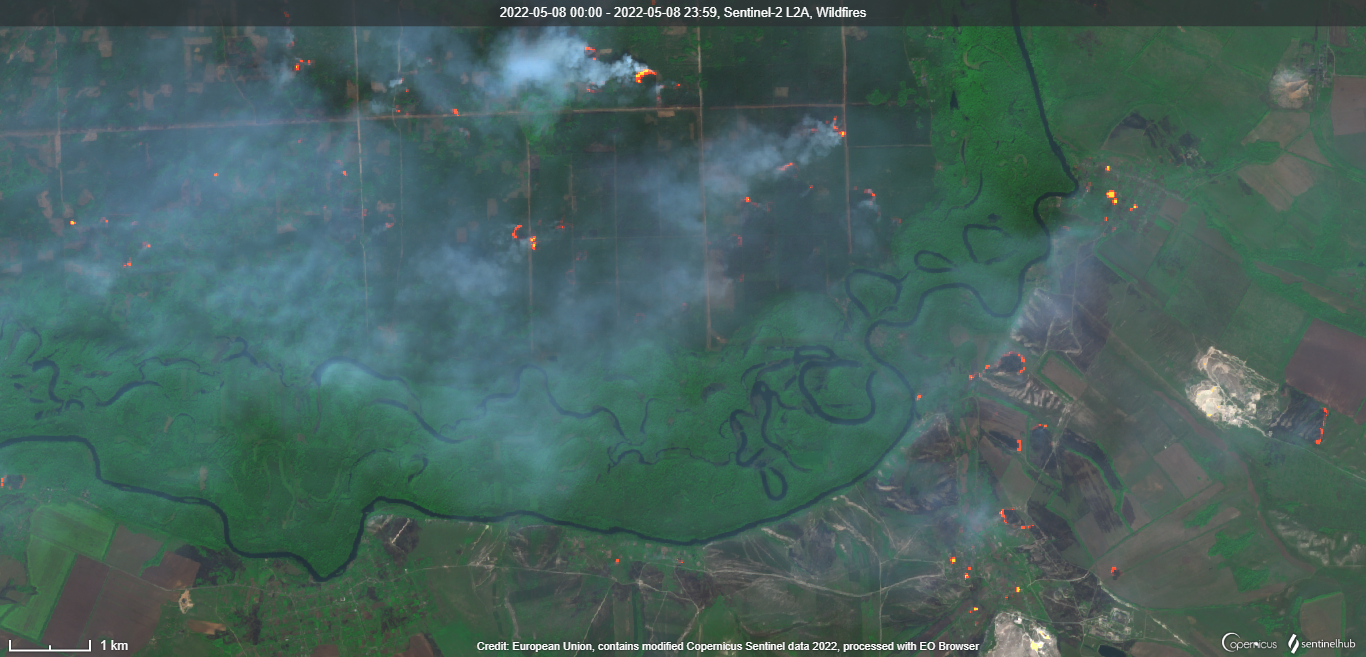 2022-05-08 00:00 - 2022-05-08 23:59, Sentinel-2 L2A, Wildfires
1 km
Credit: European Union, contains modified Copernicus Sentinel data 2022, processed with EO Browser
opernicus
sentinelhub